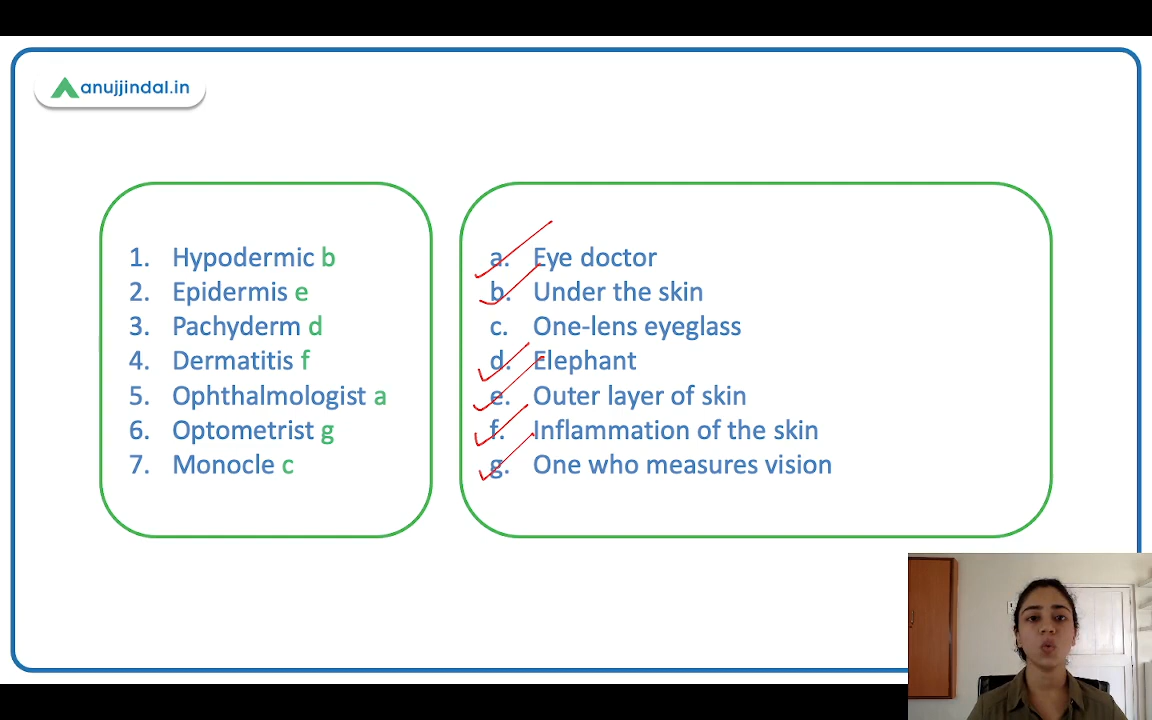 anujjindal.in
1. Hypodermic b
2. Epidermis e
3. Pachyderm d
4. Dermatitis f
5. Ophthalmologist a
6. Optometrist g
7. Monocle c
a. Eye doctor
b. Under the skin
c. One-lens eyeglass
d. Elephant
e. Outer layer of skin
f. Inflammation of the skin
g. One who measures vision